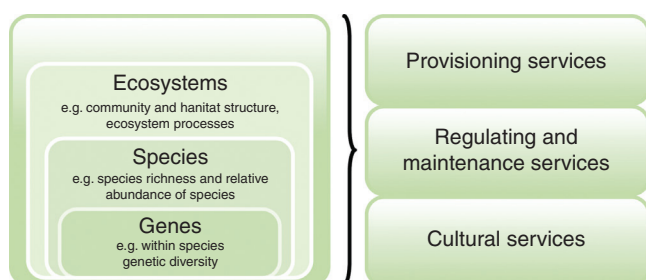 Ecosystems
e.g. community and hanitat structure,
ecosystem processes
Species
e.g. species richness and relative
abundance of species
Genes
e.g. within species
genetic diversity
Provisioning services
Regulating and
maintenance services
Cultural services